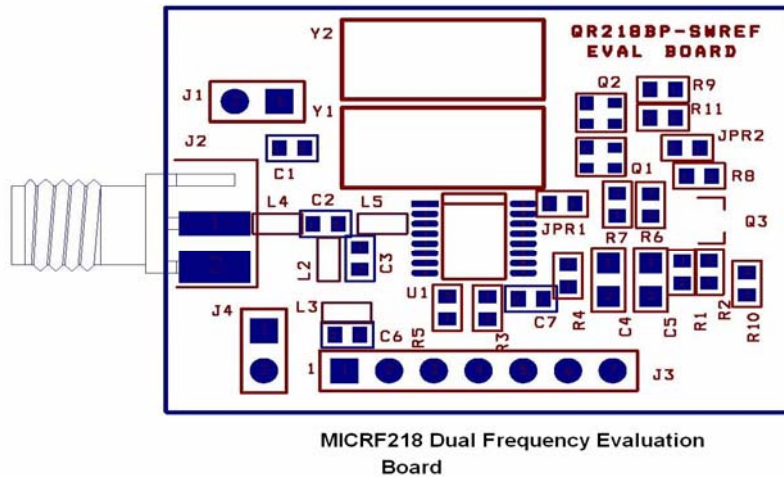 Y2
QR218BP-SWREF
EVAL BOARD
J1
Q2
R9
R11
Y1
J2
JPR2
C1
Q1
R8
L4
C2
L5
JPR1
Q3
R7
R6
L2
C3
U1
J4
L3
C6
R5
R3
C7
R4
C4
C5
R1
R2
R10
1
J3
MICRF218 Dual Frequency Evaluation
Board